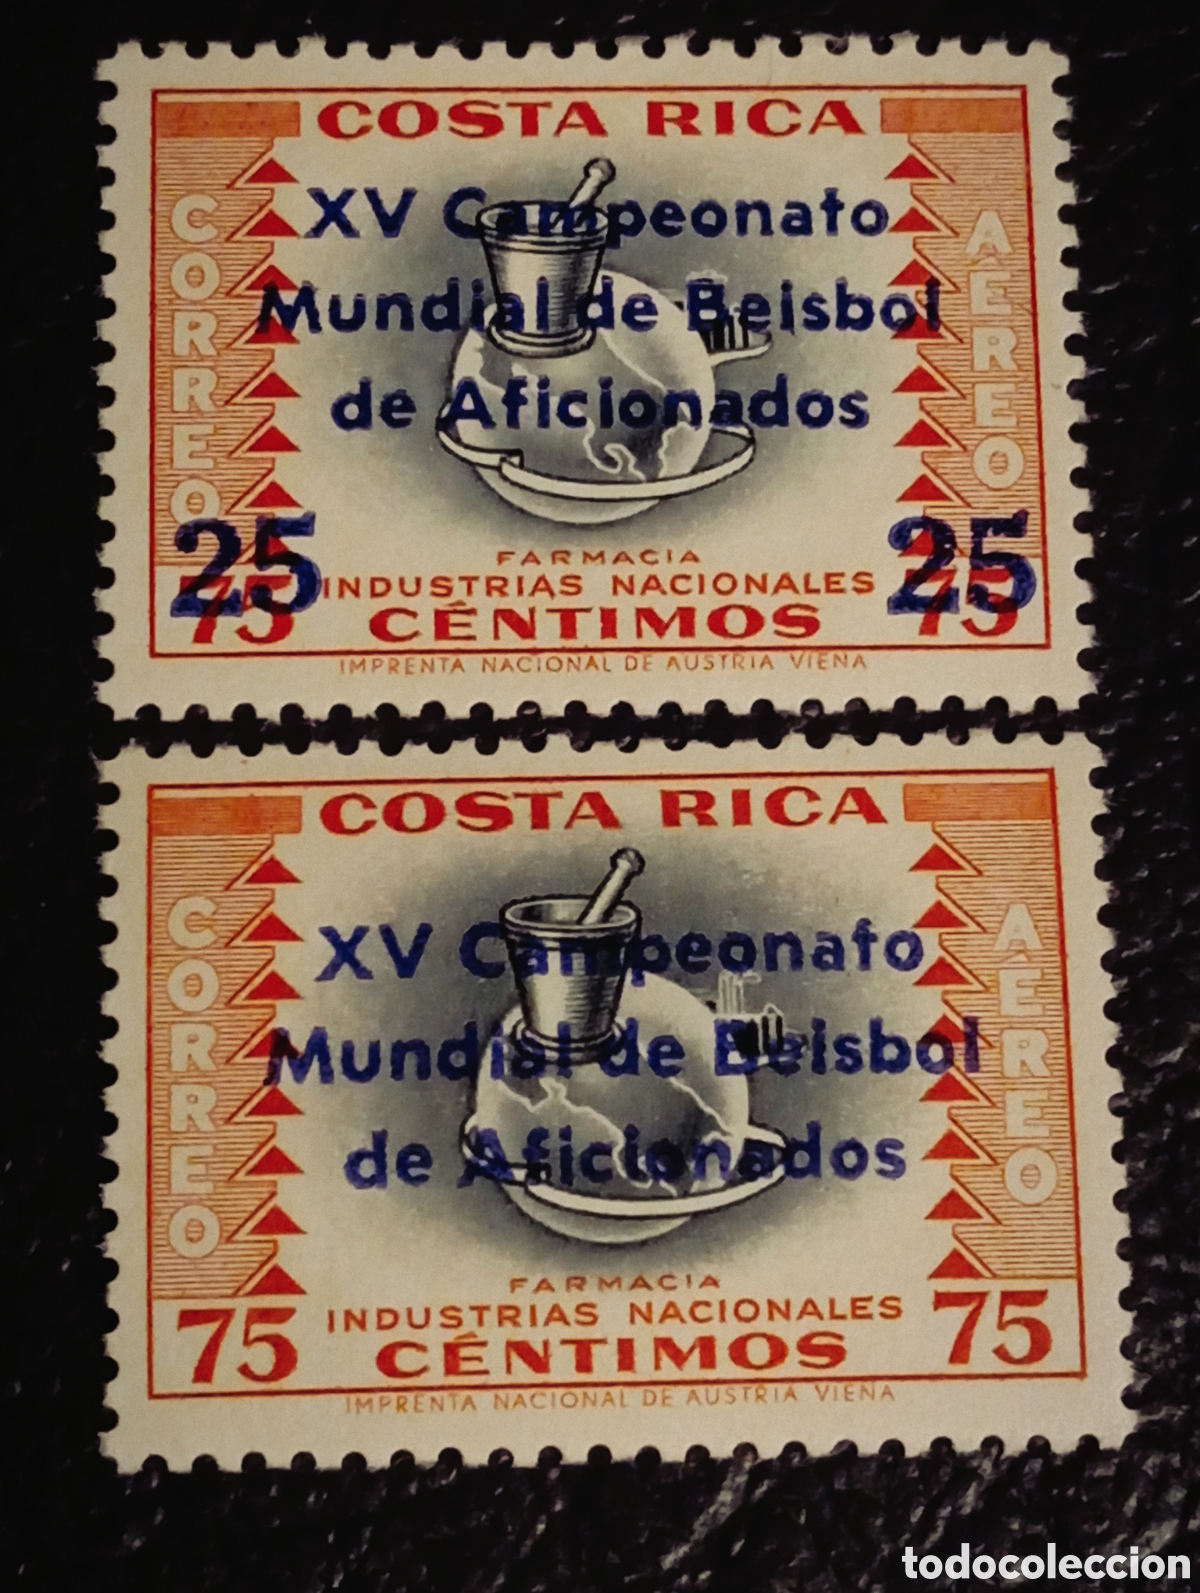 COSTA RICA
CORREO
AÉREO
XV Campeonato
Mundial de Beisbol
de Aficionados
25 25
75 75
FARMACIA
INDUSTRIAS NACIONALES
CÉNTIMOS
IMPRENTA NACIONAL DE AUSTRIA VIENA
COSTA RICA
CORREO
AÉREO
XV Campeonato
Mundial de Beisbol
de Aficionados
FARMACIA
INDUSTRIAS NACIONALES
75 CÉNTIMOS 75
IMPRENTA NACIONAL DE AUSTRIA VIENA
todocoleccion